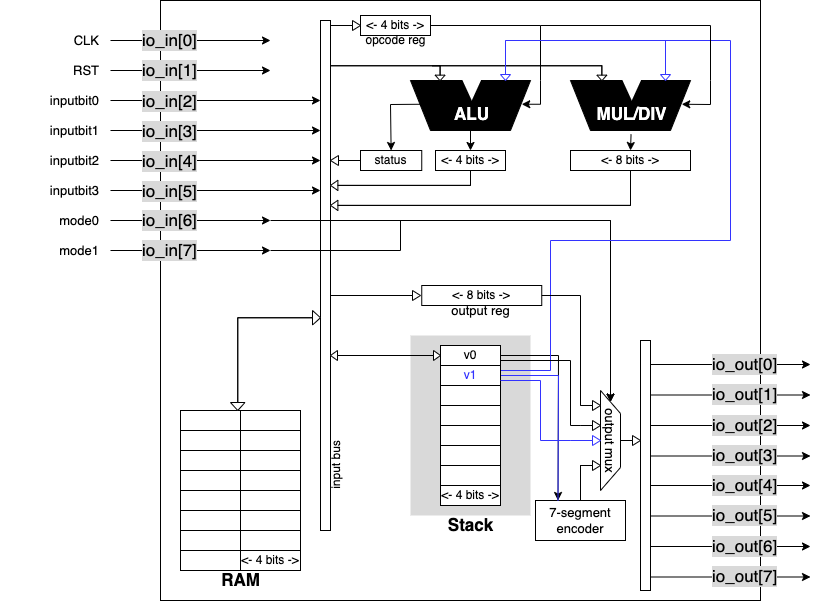 CLK io_in[0]
RST io_in[1]
inputbit0 io_in[2]
inputbit1 io_in[3]
inputbit2 io_in[4]
inputbit3 io_in[5]
mode0 io_in[6]
mode1 io_in[7]
<- 4 bits ->
opcode reg
ALU
MUL/DIV
status
<- 4 bits ->
<- 8 bits ->
<- 8 bits ->
output reg
v0
v1
<- 4 bits ->
Stack
input bus
output mux
7-segment
encoder
<- 4 bits ->
RAM
io_out[0]
io_out[1]
io_out[2]
io_out[3]
io_out[4]
io_out[5]
io_out[6]
io_out[7]